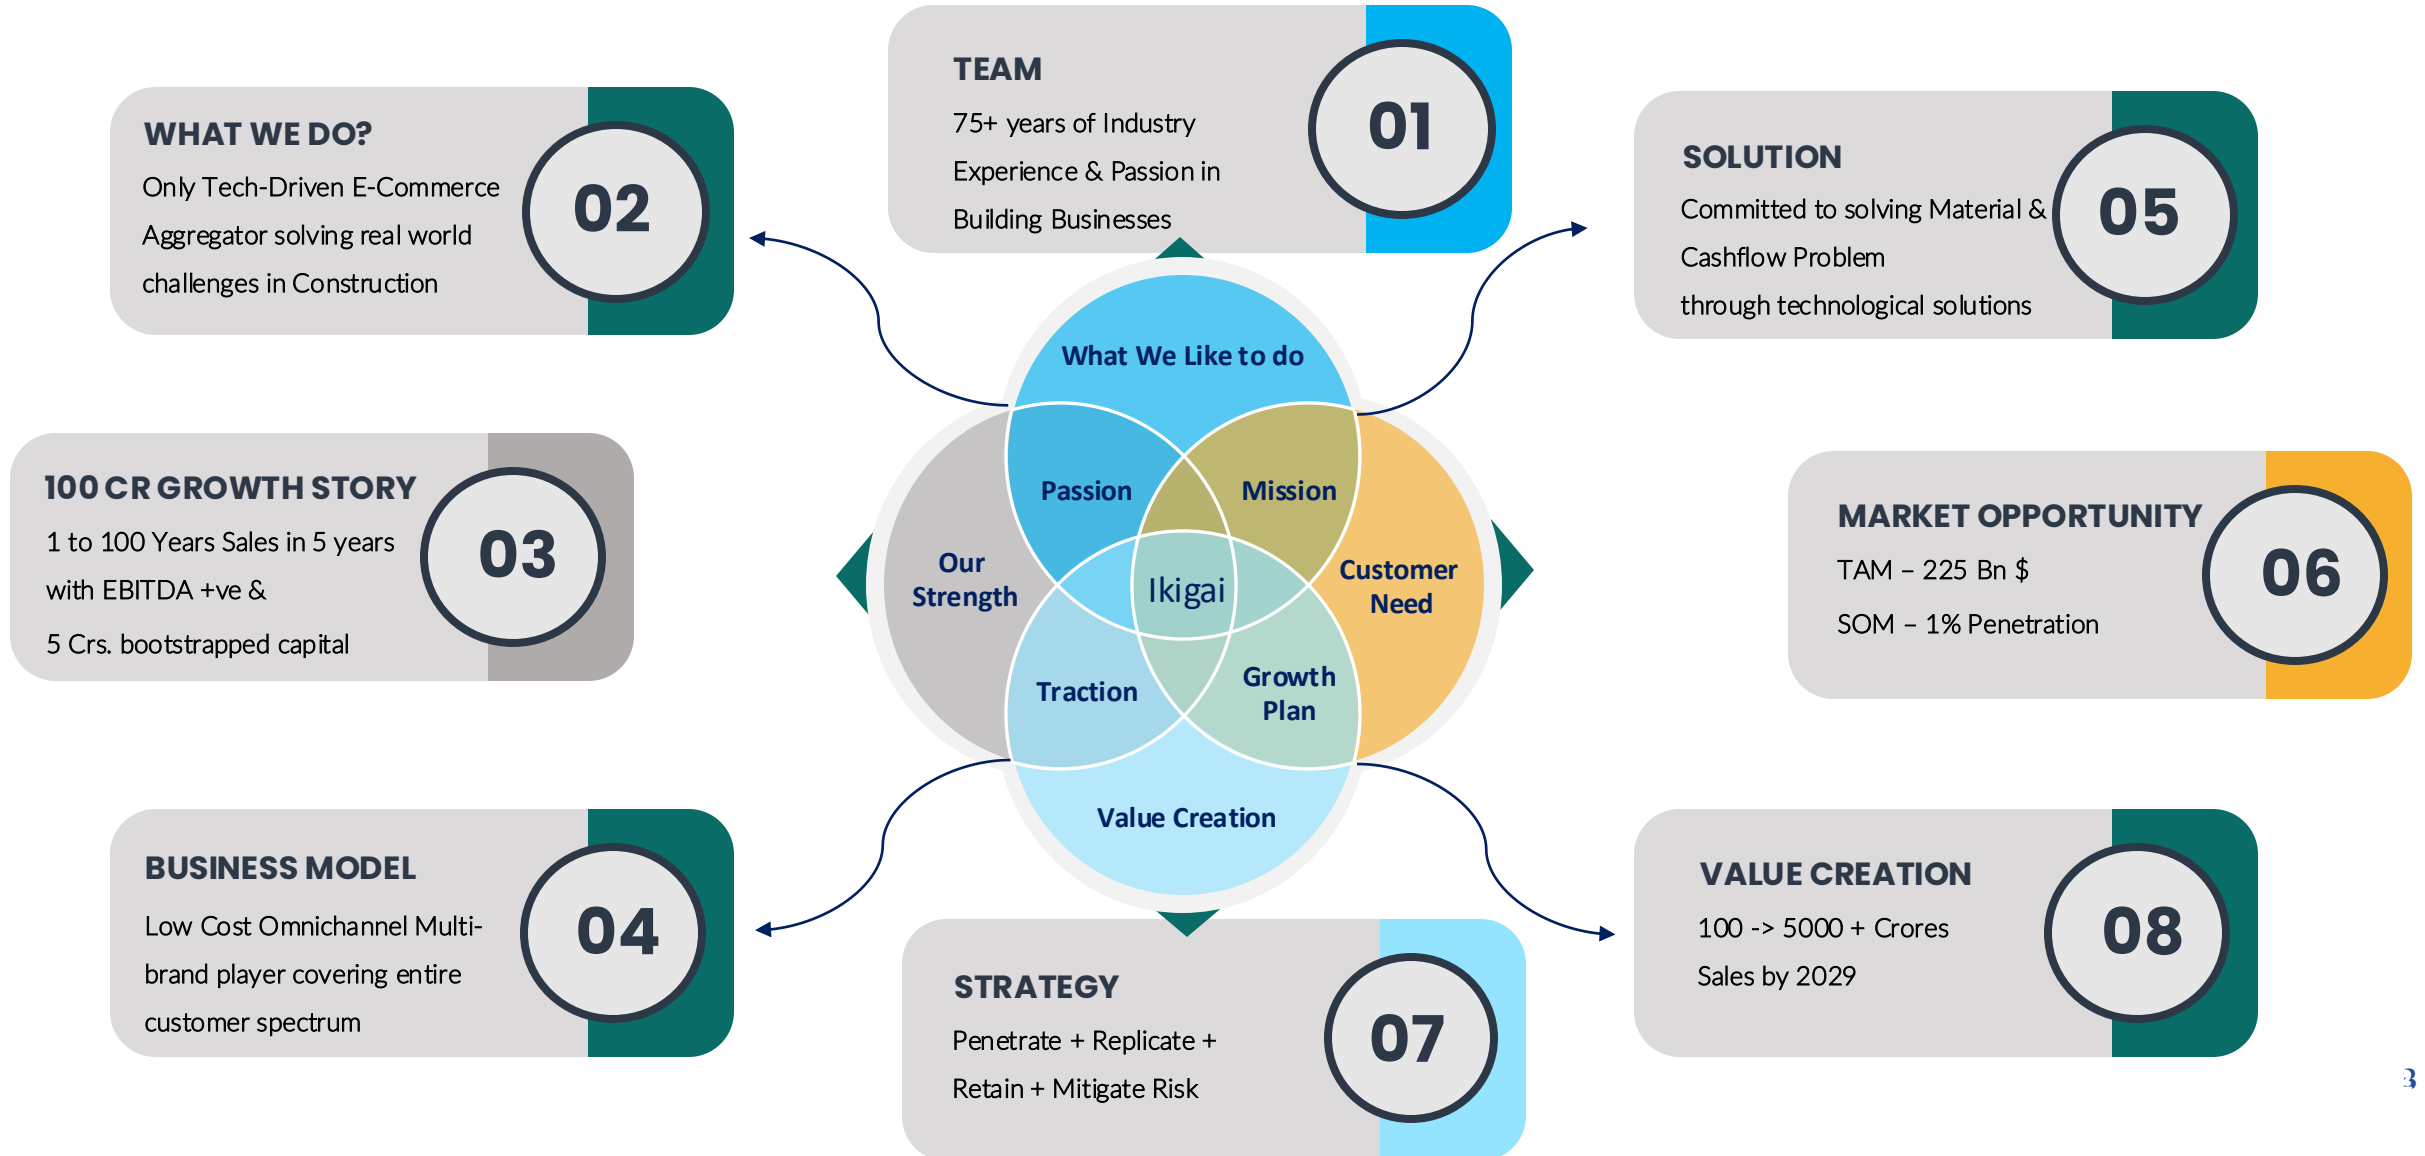 TEAM
75+ years of Industry
Experience & Passion in
Building Businesses
01
WHAT WE DO?
Only Tech-Driven E-Commerce
Aggregator solving real world
challenges in Construction
02
100 CR GROWTH STORY
1 to 100 Years Sales in 5 years
with EBITDA +ve &
5 Crs. bootstrapped capital
03
BUSINESS MODEL
Low Cost Omnichannel Multi-
brand player covering entire
customer spectrum
04
SOLUTION
Committed to solving Material &
Cashflow Problem
through technological solutions
05
MARKET OPPORTUNITY
TAM – 225 Bn $
SOM – 1% Penetration
06
STRATEGY
Penetrate + Replicate +
Retain + Mitigate Risk
07
VALUE CREATION
100 -> 5000 + Crores
Sales by 2029
08
What We Like to do
Passion
Mission
Our
Strength
Ikigai
Customer
Need
Traction
Growth
Plan
Value Creation
3